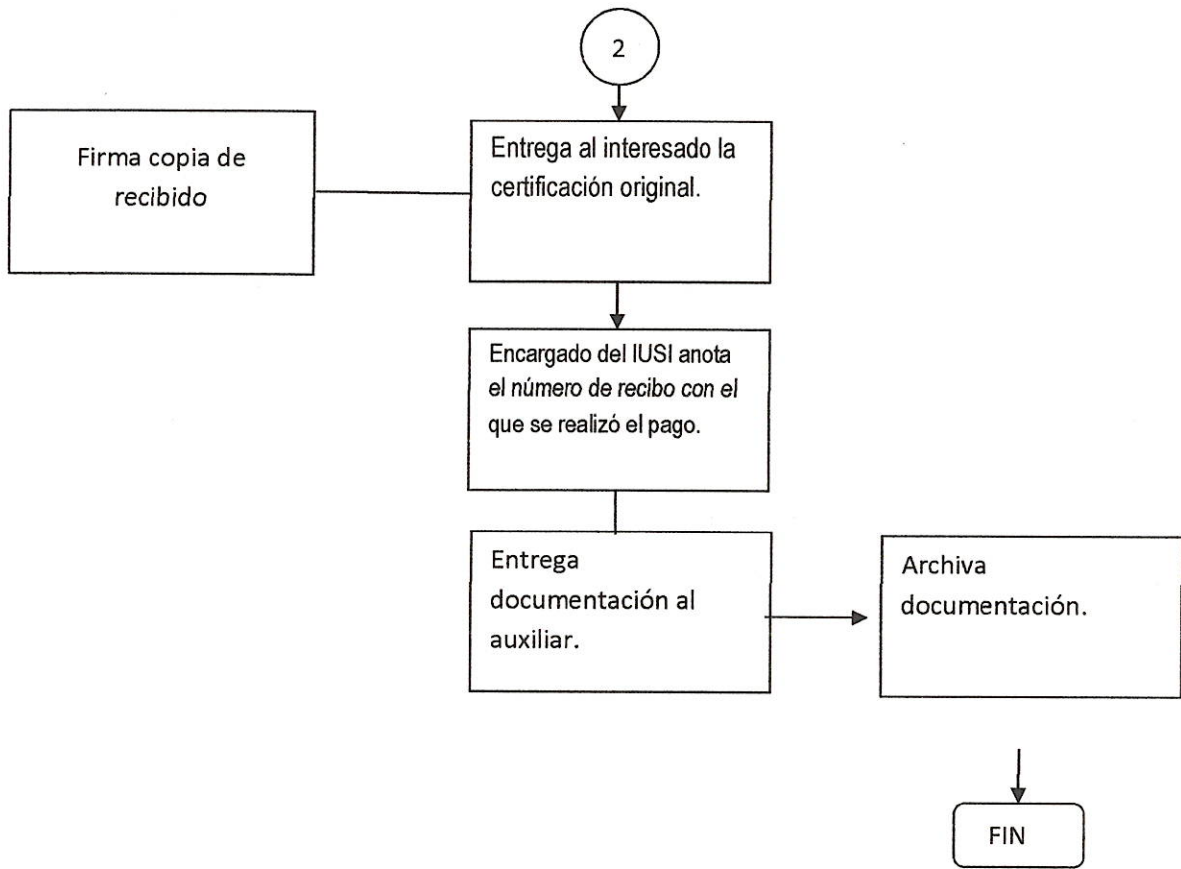 2
Firma copia de
recibido
Entrega al interesado la
certificación original.
Encargado del IUSI anota
el número de recibo con el
que se realizó el pago.
Entrega
documentación al
auxiliar.
Archiva
documentación.
FIN